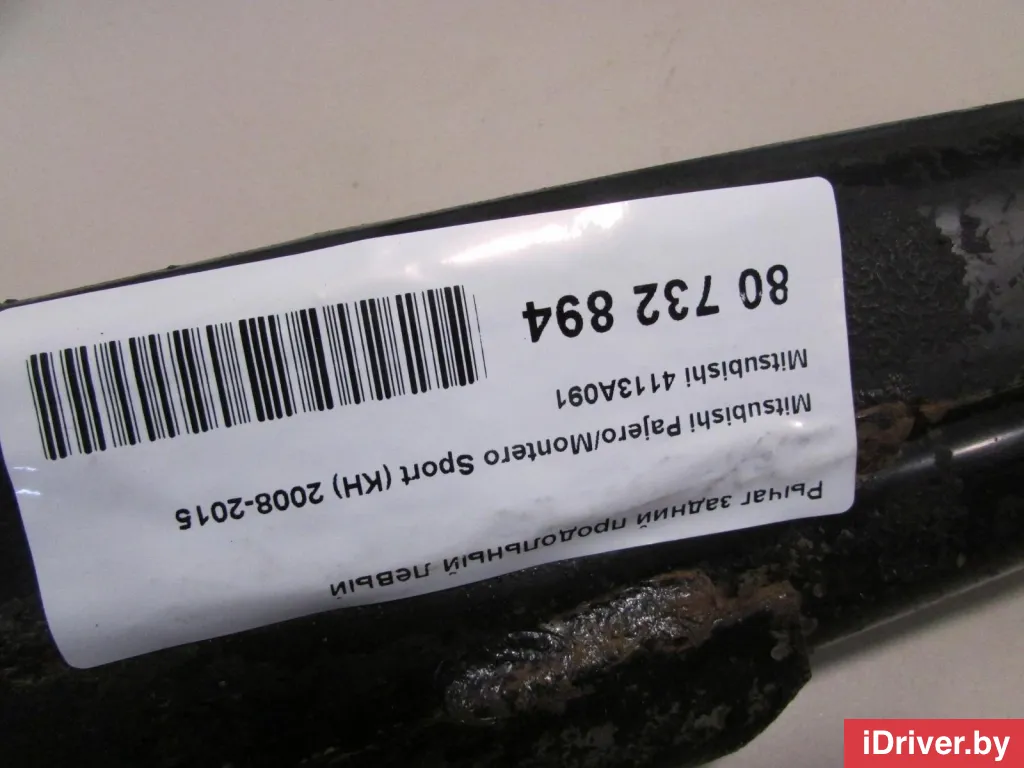 Рычаг задний продольный левый
Mitsubishi Pajero/Montero Sport (KH) 2008-2015
Mitsubishi 4113A091
80 732 894
iDriver.by